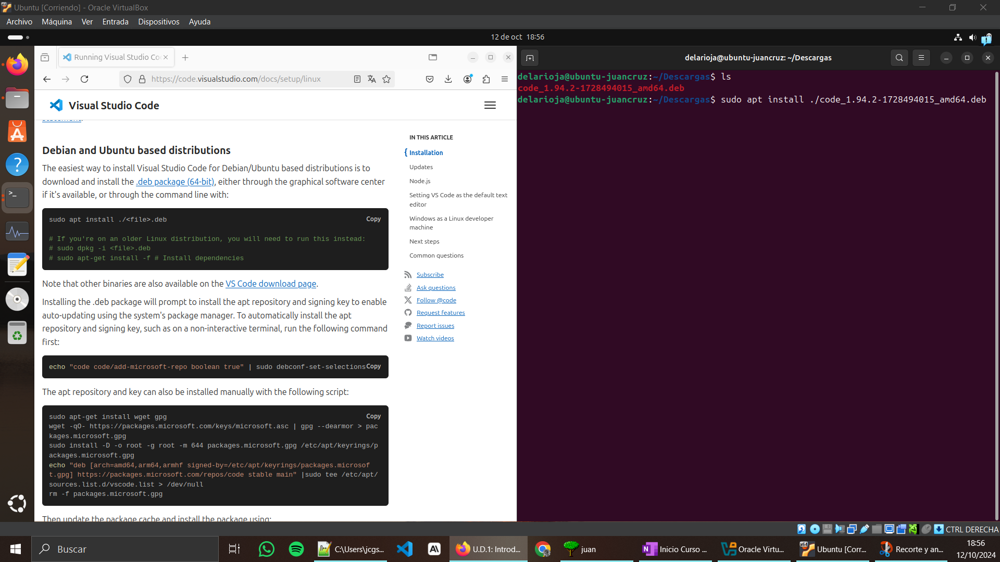 Ubuntu [Corriendo] - Oracle VirtualBox
Archivo Máquina Ver Entrada Dispositivos Ayuda
12 de oct 18:56
Running Visual Studio Co
https://code.visualstudio.com/docs/setup/linux
Visual Studio Code
Debian and Ubuntu based distributions
The easiest way to install Visual Studio Code for Debian/Ubuntu based distributions is to
download and install the .deb package (64-bit), either through the graphical software center
if it's available, or through the command line with:
sudo apt install ./<file>.deb
Copy
# If you're on an older Linux distribution, you will need to run this instead:
# sudo dpkg -i <file>.deb
# sudo apt-get install -f # Install dependencies
Note that other binaries are also available on the VS Code download page.
Installing the .deb package will prompt to install the apt repository and signing key to enable
auto-updating using the system's package manager. To automatically install the apt
repository and signing key, such as on a non-interactive terminal, run the following command
first:
echo "code code/add-microsoft-repo boolean true" | sudo debconf-set-selections
Copy
The apt repository and key can also be installed manually with the following script:
sudo apt-get install wget gpg
Copy
wget -qO- https://packages.microsoft.com/keys/microsoft.asc | gpg --dearmor > pac
kages.microsoft.gpg
sudo install -D -o root -g root -m 644 packages.microsoft.gpg /etc/apt/keyrings/p
ackages.microsoft.gpg
echo "deb [arch=amd64,arm64,armhf signed-by=/etc/apt/keyrings/packages.microsof
t.gpg] https://packages.microsoft.com/repos/code stable main" |sudo tee /etc/apt/
sources.list.d/vscode.list > /dev/null
rm -f packages.microsoft.gpg
Then update the package cache and install the package using:
IN THIS ARTICLE
Installation
Updates
Node.js
Setting VS Code as the default text
editor
Windows as a Linux developer
machine
Next steps
Common questions
Subscribe
Ask questions
Follow @code
Request features
Report issues
Watch videos
delarioja@ubuntu-juancruz: ~/Descargas
delarioja@ubuntu-juancruz:~/Descargas$ ls
code_1.94.2-1728494015_amd64.deb
delarioja@ubuntu-juancruz:~/Descargas$ sudo apt install ./code_1.94.2-1728494015_amd64.deb
CTRL DERECHA
Buscar
C:\Users\jcgs...
U.D.1: Introd...
juan
Inicio Curso ...
Oracle Virtu...
Ubuntu [Corr...
Recorte y an...
18:56
12/10/2024